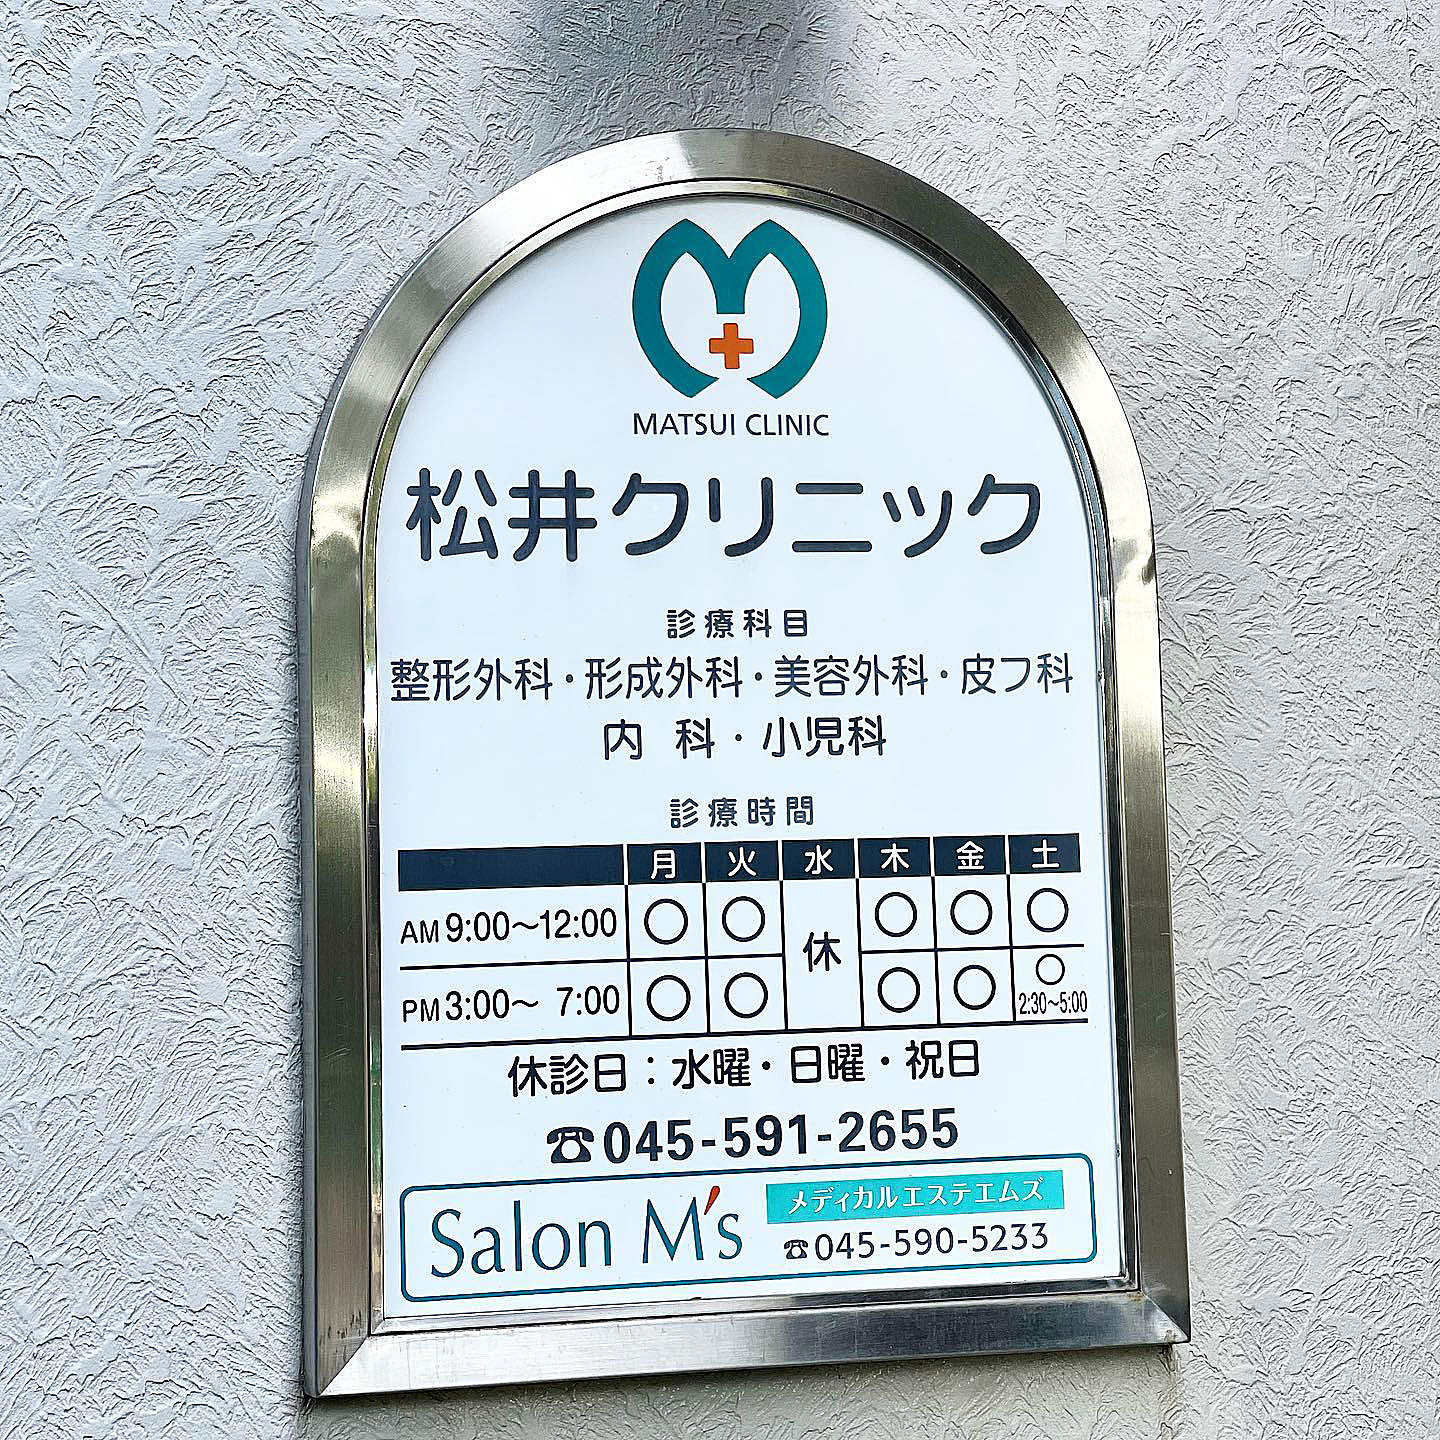 MATSUI CLINIC
松井クリニック
診療科目
整形外科・形成外科・美容外科・皮フ科
内 科・小児科
診療時間
月 火 水 木 金 土
AM 9:00〜12:00 ○ ○ 休 ○ ○ ○
PM 3:00〜 7:00 ○ ○ ○ ○ ○ 2:30〜5:00
休診日：水曜・日曜・祝日
☎045-591-2655
Salon M's メディカルエステエムズ
☎045-590-5233